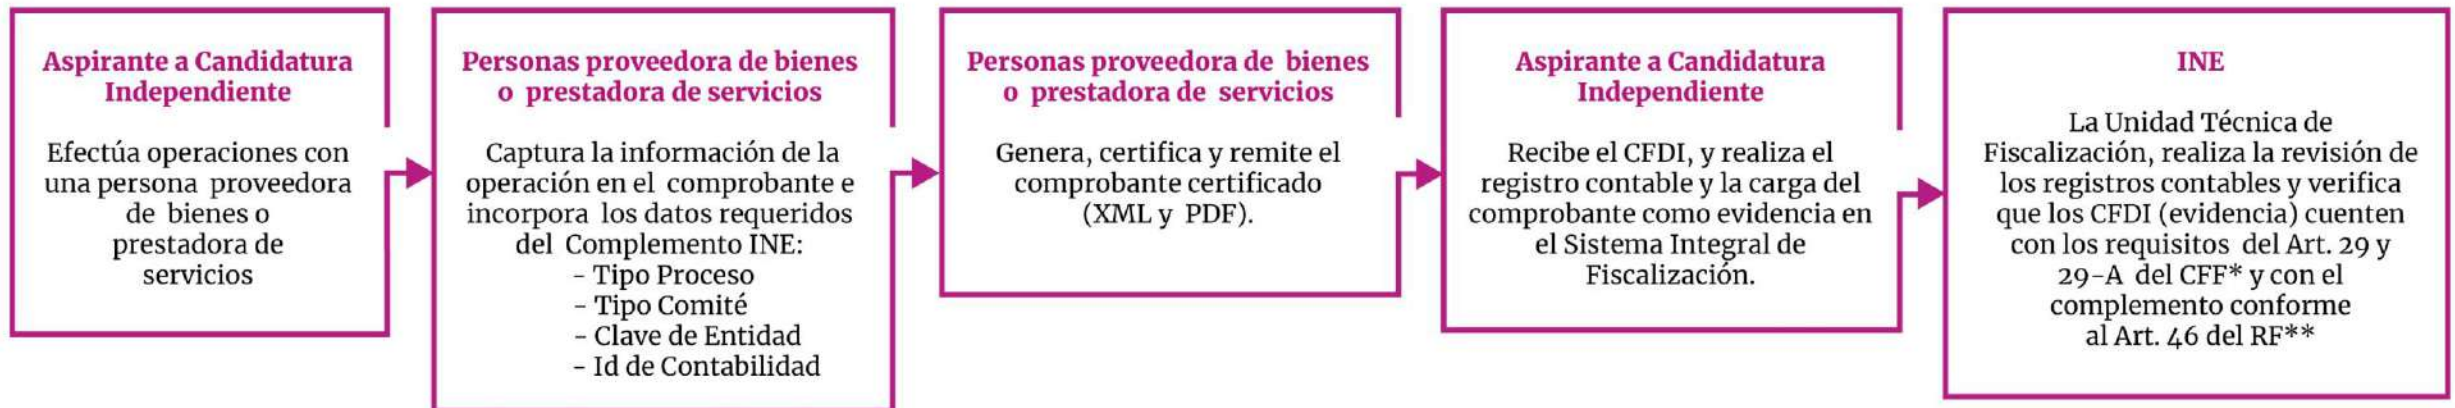 Aspirante a Candidatura
Independiente
Efectúa operaciones con
una persona proveedora
de bienes o
prestadora de
servicios
Personas proveedora de bienes
o prestadora de servicios
Captura la información de la
operación en el comprobante e
incorpora los datos requeridos
del Complemento INE:
- Tipo Proceso
- Tipo Comité
- Clave de Entidad
- Id de Contabilidad
Personas proveedora de bienes
o prestadora de servicios
Genera, certifica y remite el
comprobante certificado
(XML y PDF).
Aspirante a Candidatura
Independiente
Recibe el CFDI, y realiza el
registro contable y la carga del
comprobante como evidencia en
el Sistema Integral de
Fiscalización.
INE
La Unidad Técnica de
Fiscalización, realiza la revisión de
los registros contables y verifica
que los CFDI (evidencia) cuenten
con los requisitos del Art. 29 y
29-A del CFF* y con el
complemento conforme
al Art. 46 del RF**